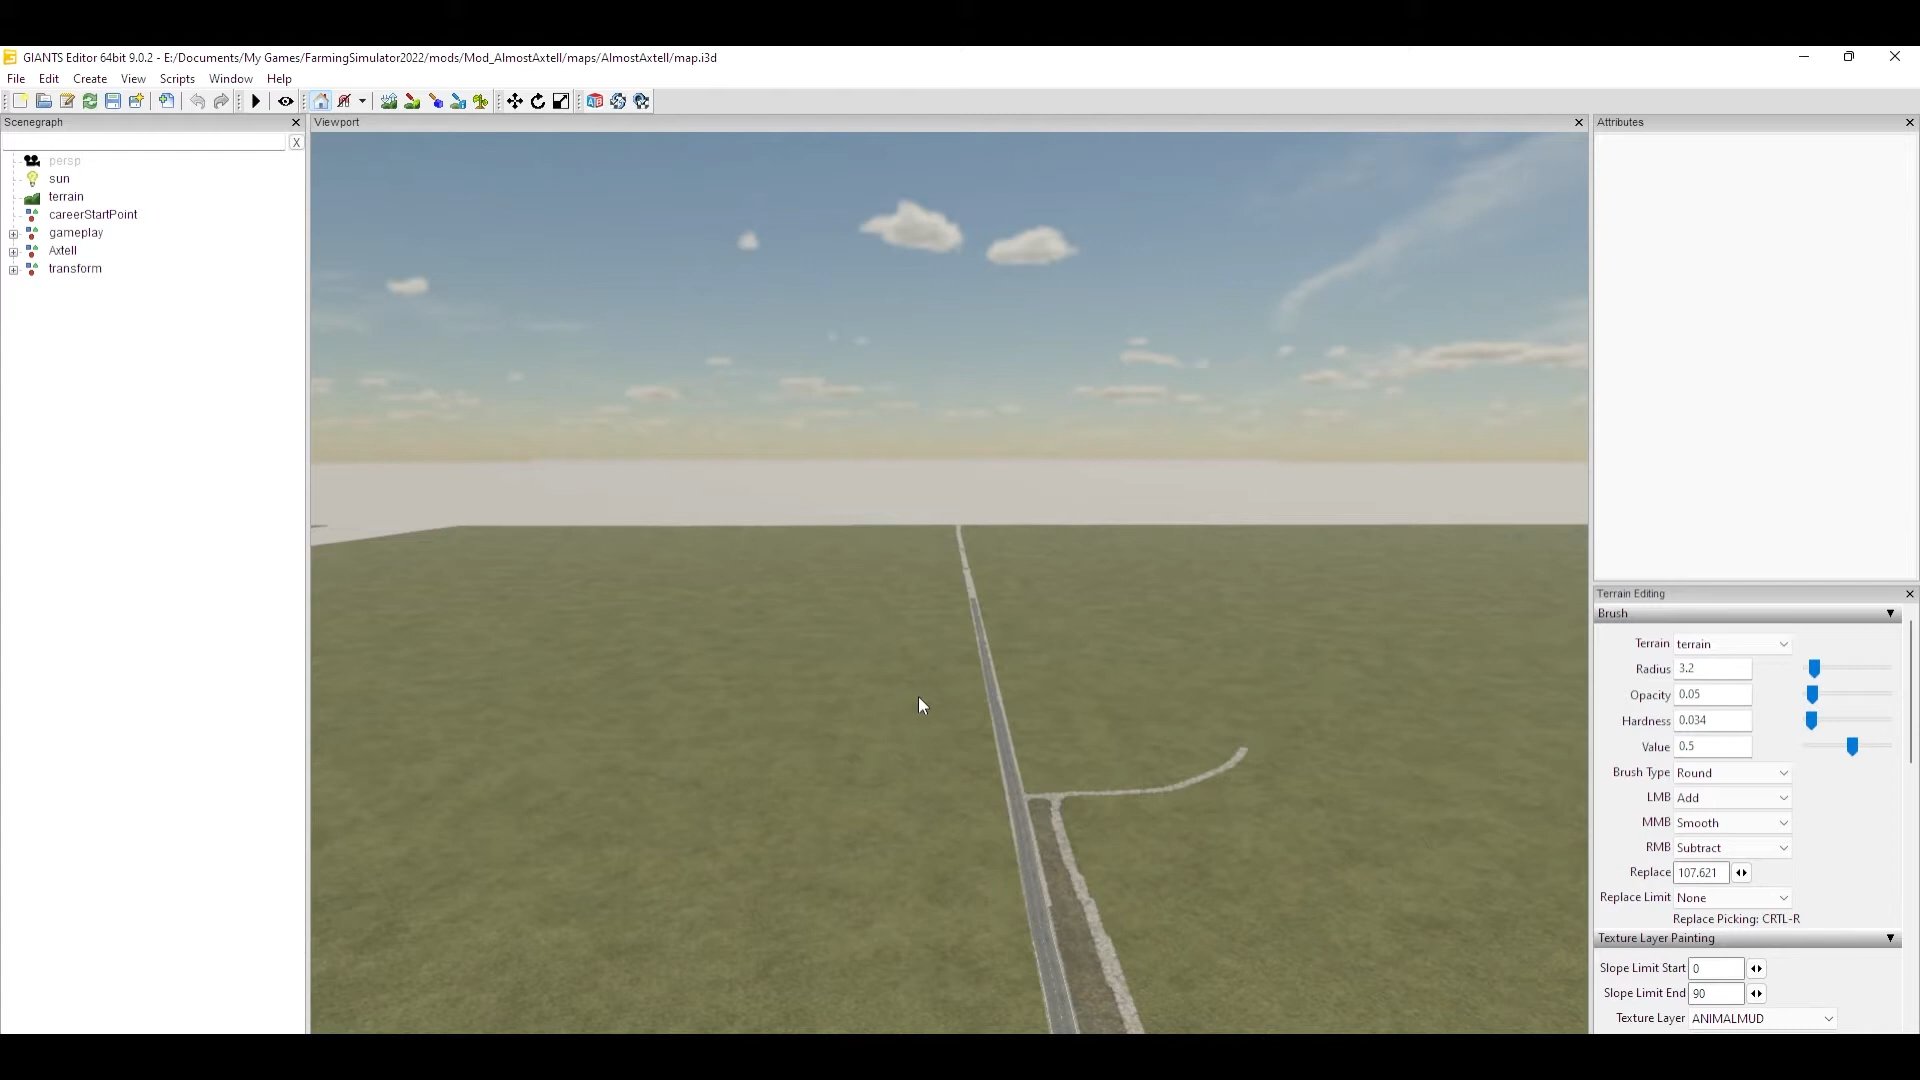 GIANTS Editor 64bit 9.0.2 - E:/Documents/My Games/FarmingSimulator2022/mods/Mod_AlmostAxtell/maps/AlmostAxtell/map.i3d
File Edit Create View Scripts Window Help
Scenegraph
X
persp
sun
terrain
careerStartPoint
gameplay
Axtell
transform
Viewport
Attributes
Terrain Editing
Brush
Terrain terrain
Radius 3.2
Opacity 0.05
Hardness 0.034
Value 0.5
Brush Type Round
LMB Add
MMB Smooth
RMB Subtract
Replace 107.621
Replace Limit None
Replace Picking: CRTL-R
Texture Layer Painting
Slope Limit Start 0
Slope Limit End 90
Texture Layer ANIMALMUD